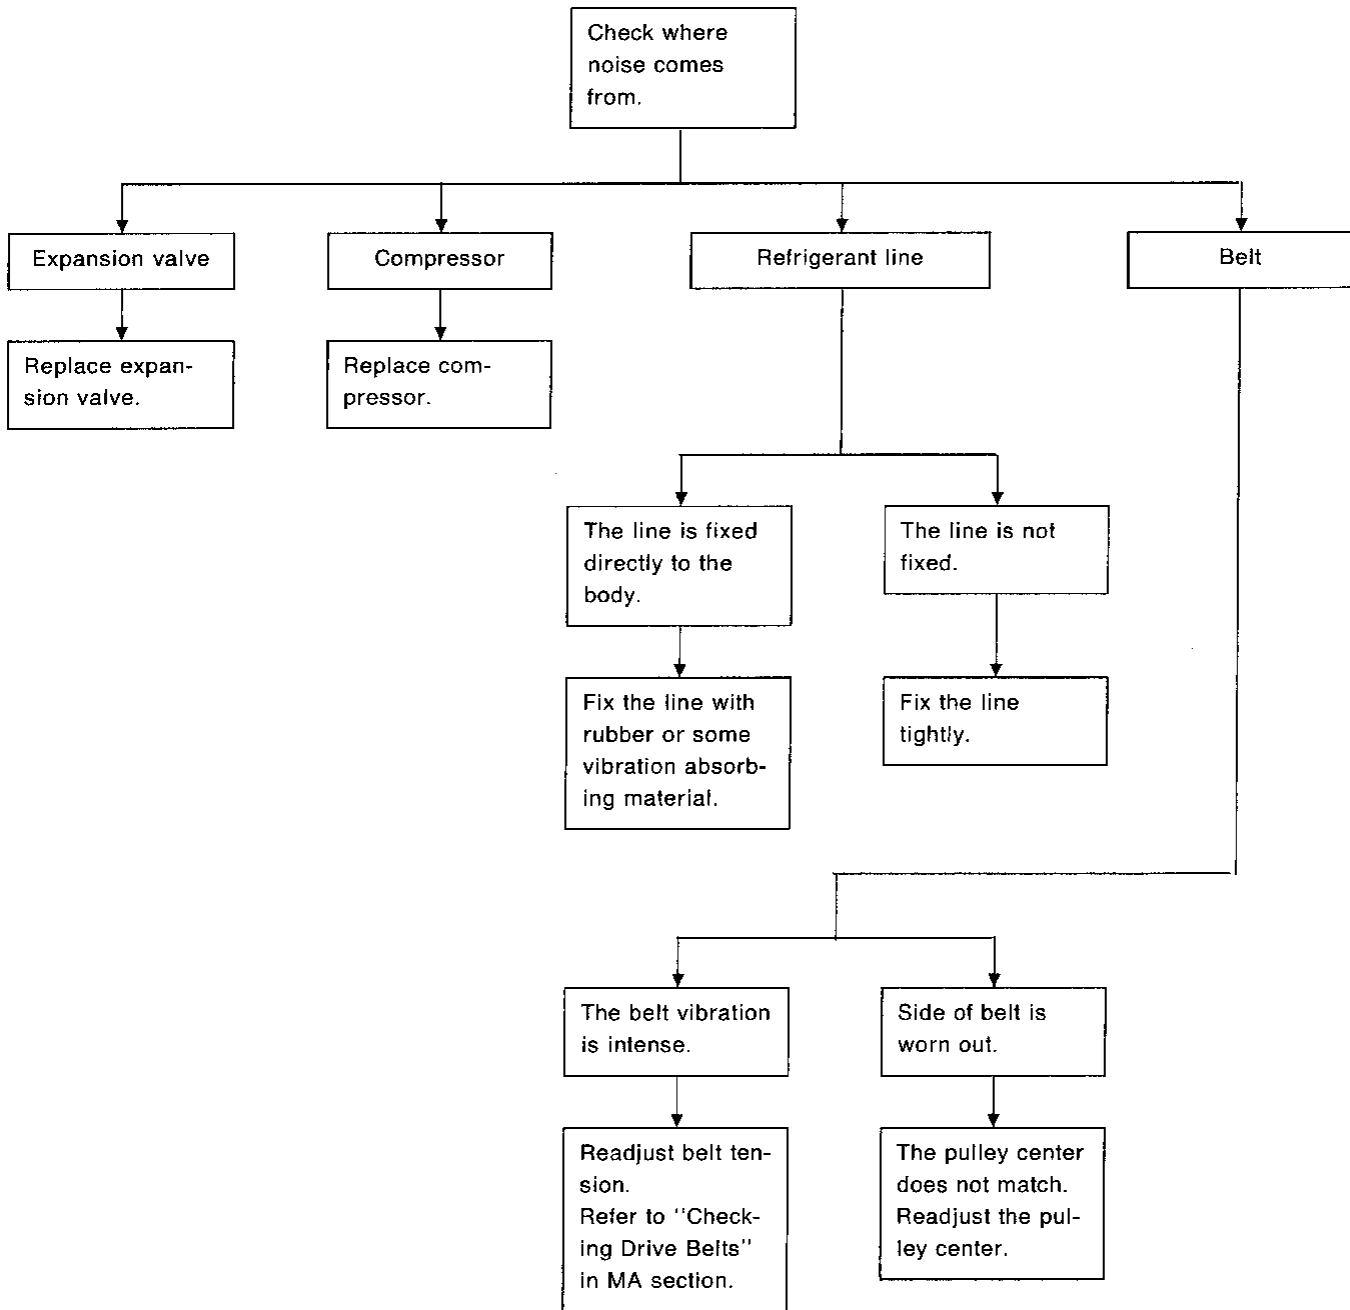 Check where
noise comes
from.
Expansion valve
Compressor
Refrigerant line
Belt
Replace expan-
sion valve.
Replace com-
pressor.
The line is fixed
directly to the
body.
The line is not
fixed.
Fix the line with
rubber or some
vibration absorb-
ing material.
Fix the line
tightly.
The belt vibration
is intense.
Side of belt is
worn out.
Readjust belt ten-
sion.
Refer to "Check-
ing Drive Belts"
in MA section.
The pulley center
does not match.
Readjust the pul-
ley center.